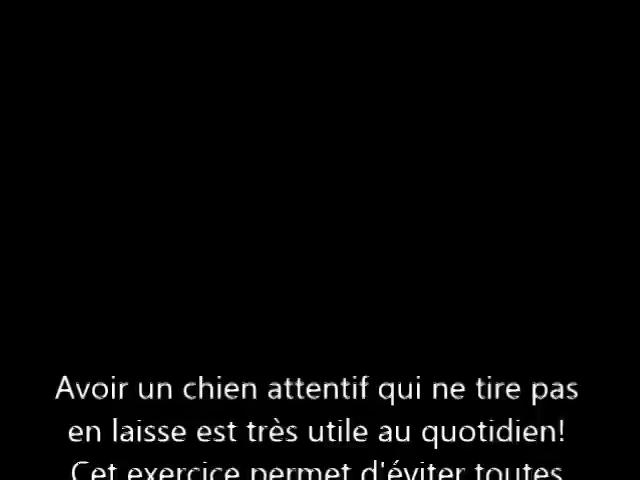 Avoir un chien attentif qui ne tire pas
en laisse est très utile au quotidien!
Cet exercice permet d'éviter toutes